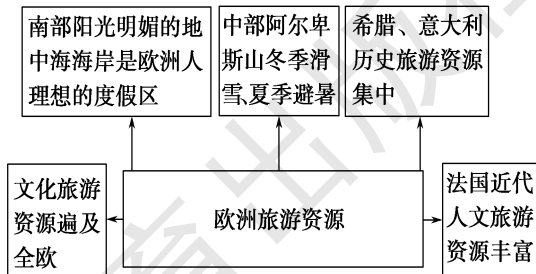 南部阳光明媚的地
中海海岸是欧洲人
理想的度假区
中部阿尔卑
斯山冬季滑
雪,夏季避暑
希腊、意大利
历史旅游资源
集中
文化旅游
资源遍及
全欧
欧洲旅游资源
法国近代
人文旅游
资源丰富